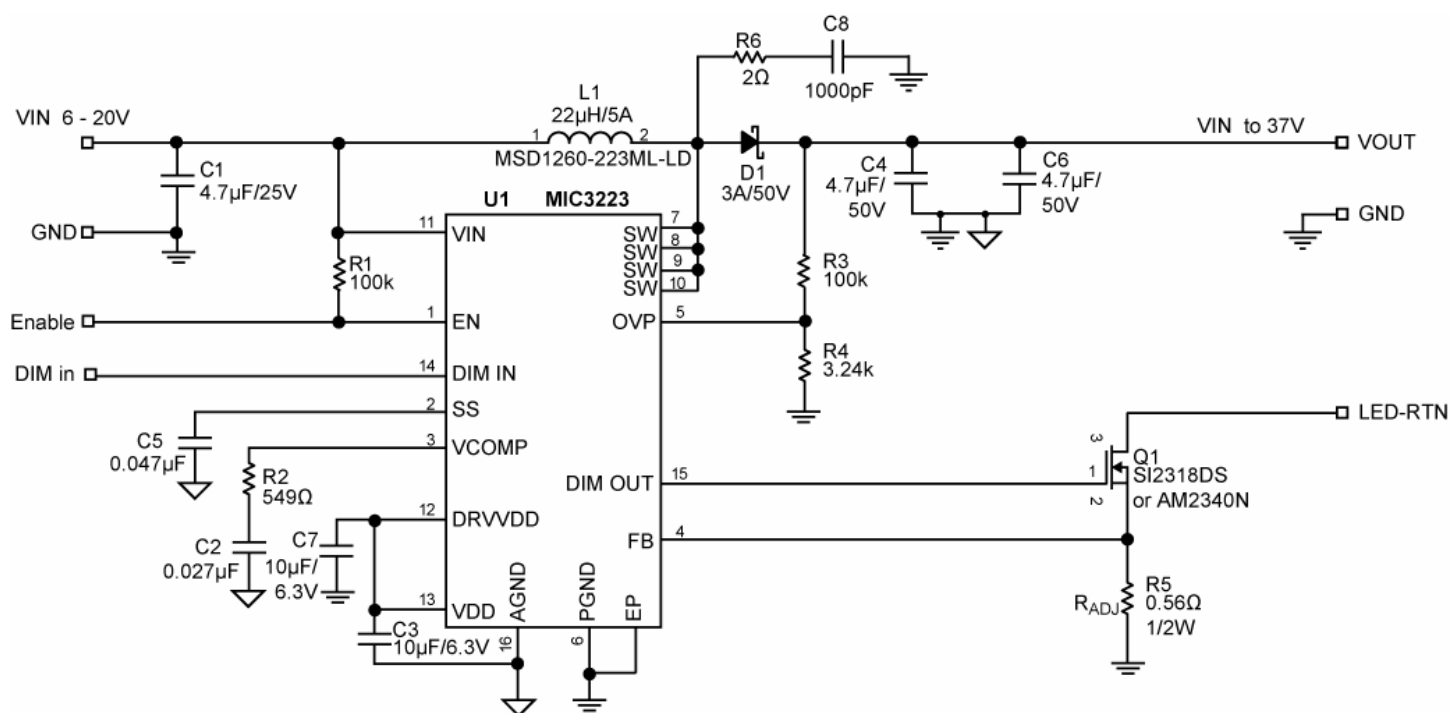 C8
R6
2Ω
1000pF
L1
22µH/5A
VIN 6 - 20V
1
2
VIN to 37V
VOUT
MSD1260-223ML-LD
C1
4.7µF/25V
D1
3A/50V
C4
4.7µF/
50V
C6
4.7µF/
50V
U1 MIC3223
GND
GND
11
VIN
7
SW
8
SW
9
SW
10
SW
R1
100k
R3
100k
Enable
1
EN
OVP
5
R4
3.24k
DIM in
14
DIM IN
2
SS
LED-RTN
C5
0.047µF
3
VCOMP
R2
549Ω
3
Q1
SI2318DS
or AM2340N
1
2
DIM OUT
15
12
DRVVDD
C7
10µF/
6.3V
C2
0.027µF
FB
4
13
VDD
AGND
PGND
EP
R5
0.56Ω
1/2W
RADJ
C3
10µF/6.3V
16
6